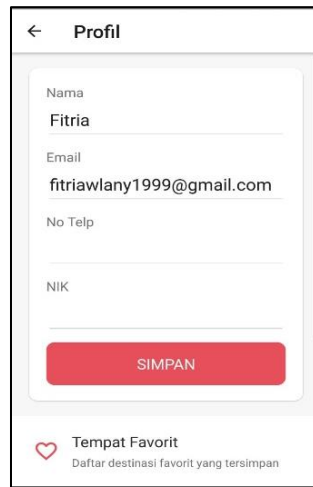 Profil
Nama
Fitria
Email
fitriawlany1999@gmail.com
No Telp
NIK
SIMPAN
Tempat Favorit
Daftar destinasi favorit yang tersimpan